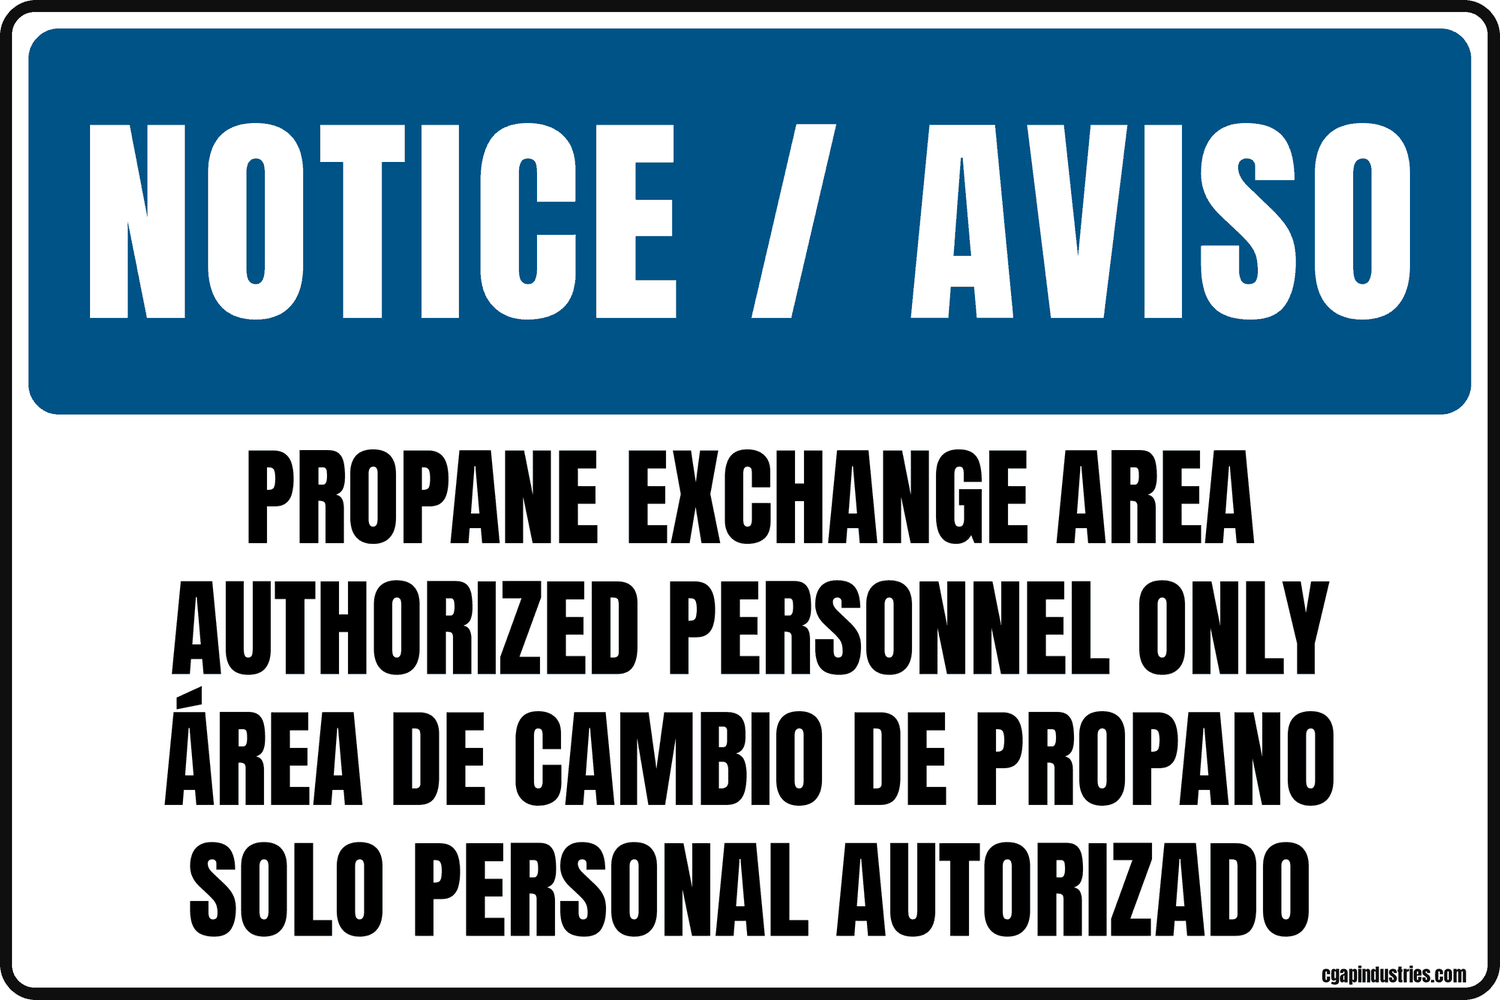 NOTICE / AVISO
PROPANE EXCHANGE AREA
AUTHORIZED PERSONNEL ONLY
ÁREA DE CAMBIO DE PROPANO
SOLO PERSONAL AUTORIZADO
cgapindustries.com